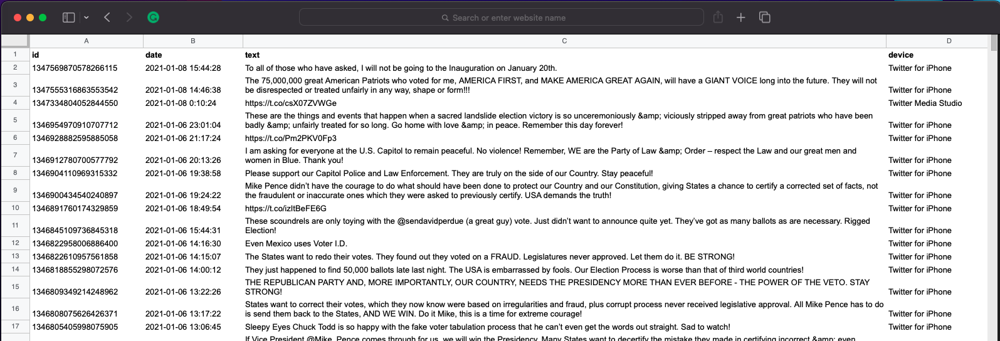 Search or enter website name
A B C D
1 id date text device
2 1347569870578266115 2021-01-08 15:44:28 To all of those who have asked, I will not be going to the Inauguration on January 20th. Twitter for iPhone
The 75,000,000 great American Patriots who voted for me, AMERICA FIRST, and MAKE AMERICA GREAT AGAIN, will have a GIANT VOICE long into the future. They will not
3 1347555316863553542 2021-01-08 14:46:38 be disrespected or treated unfairly in any way, shape or form!!! Twitter for iPhone
4 1347334804052844550 2021-01-08 0:10:24 https://t.co/csX07ZVWGe Twitter Media Studio
These are the things and events that happen when a sacred landslide election victory is so unceremoniously &amp; viciously stripped away from great patriots who have been
5 1346954970910707712 2021-01-06 23:01:04 badly &amp; unfairly treated for so long. Go home with love &amp; in peace. Remember this day forever! Twitter for iPhone
6 1346928882595885058 2021-01-06 21:17:24 https://t.co/Pm2PKV0Fp3 Twitter for iPhone
I am asking for everyone at the U.S. Capitol to remain peaceful. No violence! Remember, WE are the Party of Law &amp; Order – respect the Law and our great men and
7 1346912780700577792 2021-01-06 20:13:26 women in Blue. Thank you! Twitter for iPhone
8 1346904110969315332 2021-01-06 19:38:58 Please support our Capitol Police and Law Enforcement. They are truly on the side of our Country. Stay peaceful! Twitter for iPhone
Mike Pence didn’t have the courage to do what should have been done to protect our Country and our Constitution, giving States a chance to certify a corrected set of facts, not
9 1346900434540240897 2021-01-06 19:24:22 the fraudulent or inaccurate ones which they were asked to previously certify. USA demands the truth! Twitter for iPhone
10 1346891760174329859 2021-01-06 18:49:54 https://t.co/izItBeFE6G Twitter for iPhone
These scoundrels are only toying with the @sendavidperdue (a great guy) vote. Just didn’t want to announce quite yet. They’ve got as many ballots as are necessary. Rigged
11 1346845109736845318 2021-01-06 15:44:31 Election! Twitter for iPhone
12 1346822958006886400 2021-01-06 14:16:30 Even Mexico uses Voter I.D. Twitter for iPhone
13 1346822610957561858 2021-01-06 14:15:07 The States want to redo their votes. They found out they voted on a FRAUD. Legislatures never approved. Let them do it. BE STRONG! Twitter for iPhone
14 1346818855298072576 2021-01-06 14:00:12 They just happened to find 50,000 ballots late last night. The USA is embarrassed by fools. Our Election Process is worse than that of third world countries! Twitter for iPhone
THE REPUBLICAN PARTY AND, MORE IMPORTANTLY, OUR COUNTRY, NEEDS THE PRESIDENCY MORE THAN EVER BEFORE - THE POWER OF THE VETO. STAY
15 1346809349214248962 2021-01-06 13:22:26 STRONG! Twitter for iPhone
States want to correct their votes, which they now know were based on irregularities and fraud, plus corrupt process never received legislative approval. All Mike Pence has to do
16 1346808075626426371 2021-01-06 13:17:22 is send them back to the States, AND WE WIN. Do it Mike, this is a time for extreme courage! Twitter for iPhone
17 1346805405998075905 2021-01-06 13:06:45 Sleepy Eyes Chuck Todd is so happy with the fake voter tabulation process that he can’t even get the words out straight. Sad to watch! Twitter for iPhone
If Vice President @Mike_Pence comes through for us, we will win the Presidency. Many States want to decertify the mistake they made in certifying incorrect &amp; even